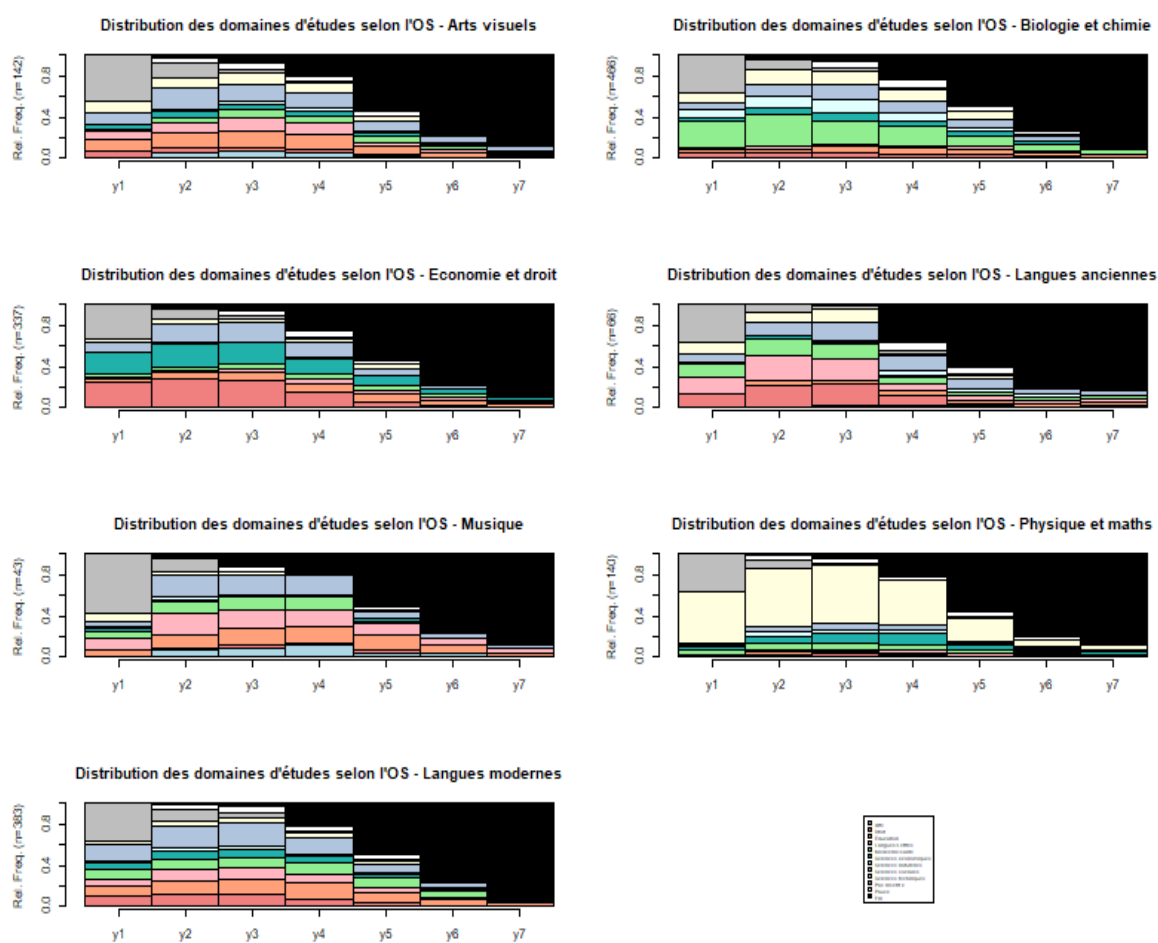 Distribution des domaines d'études selon l'OS - Arts visuels
Rel. Freq. (n=142)
0.0 0.4 0.8
y1 y2 y3 y4 y5 y6 y7
Distribution des domaines d'études selon l'OS - Biologie et chimie
Rel. Freq. (n=466)
0.0 0.4 0.8
y1 y2 y3 y4 y5 y6 y7
Distribution des domaines d'études selon l'OS - Economie et droit
Rel. Freq. (n=337)
0.0 0.4 0.8
y1 y2 y3 y4 y5 y6 y7
Distribution des domaines d'études selon l'OS - Langues anciennes
Rel. Freq. (n=66)
0.0 0.4 0.8
y1 y2 y3 y4 y5 y6 y7
Distribution des domaines d'études selon l'OS - Musique
Rel. Freq. (n=43)
0.0 0.4 0.8
y1 y2 y3 y4 y5 y6 y7
Distribution des domaines d'études selon l'OS - Physique et maths
Rel. Freq. (n=140)
0.0 0.4 0.8
y1 y2 y3 y4 y5 y6 y7
Distribution des domaines d'études selon l'OS - Langues modernes
Rel. Freq. (n=383)
0.0 0.4 0.8
y1 y2 y3 y4 y5 y6 y7